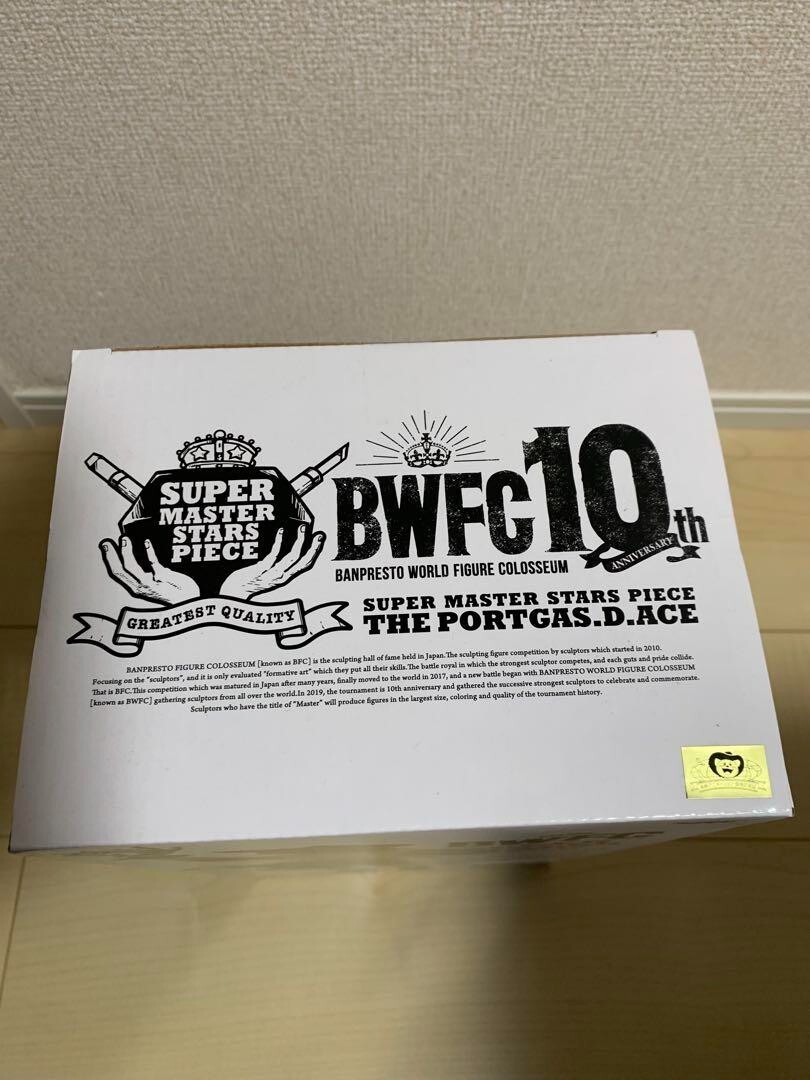 SUPER
MASTER
STARS
PIECE
GREATEST QUALITY
BWFC 10th
ANNIVERSARY
BANPRESTO WORLD FIGURE COLOSSEUM
SUPER MASTER STARS PIECE
THE PORTGAS.D.ACE
BANPRESTO FIGURE COLOSSEUM [known as BFC] is the sculpting hall of fame held in Japan.The sculpting figure competition by sculptors which started in 2010.
Focusing on the "sculptors", and it is only evaluated "formative art" which they put all their skills.The battle royal in which the strongest sculptor competes, and each guts and pride collide.
That is BFC.This competition which was matured in Japan after many years, finally moved to the world in 2017, and a new battle began with BANPRESTO WORLD FIGURE COLOSSEUM
[known as BWFC] gathering sculptors from all over the world.In 2019, the tournament is 10th anniversary and gathered the successive strongest sculptors to celebrate and commemorate.
Sculptors who have the title of "Master" will produce figures in the largest size, coloring and quality of the tournament history.